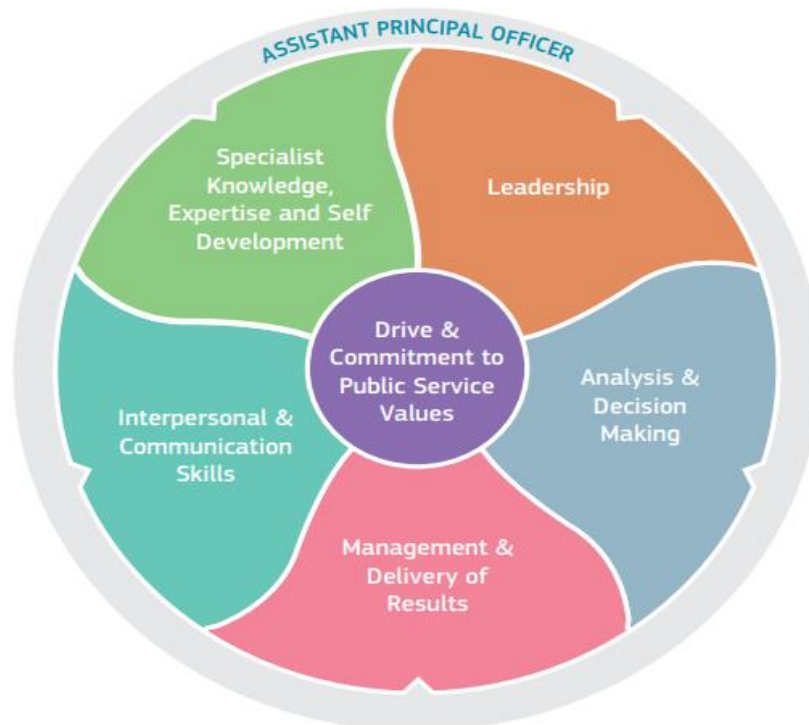 ASSISTANT PRINCIPAL OFFICER
Specialist
Knowledge,
Expertise and Self
Development
Leadership
Drive &
Commitment to
Public Service
Values
Analysis &
Decision
Making
Interpersonal &
Communication
Skills
Management &
Delivery of
Results